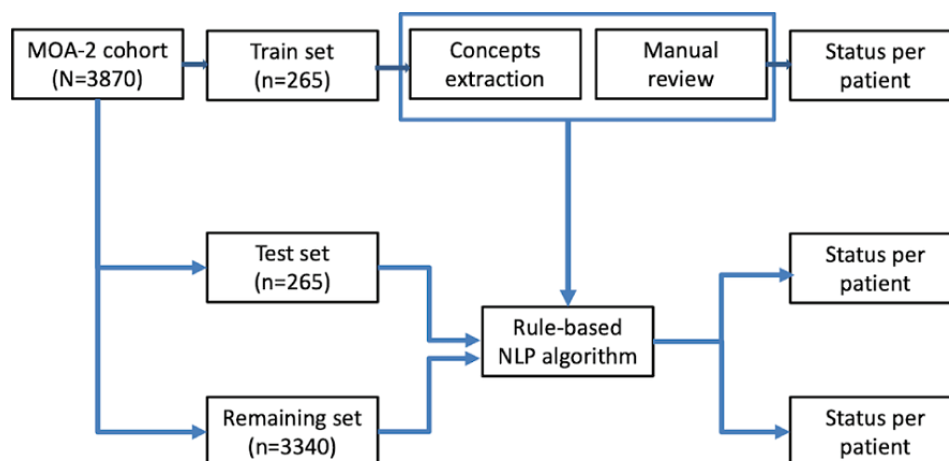 MOA-2 cohort
(N=3870)
Train set
(n=265)
Concepts
extraction
Manual
review
Status per
patient
Test set
(n=265)
Rule-based
NLP algorithm
Status per
patient
Remaining set
(n=3340)
Status per
patient